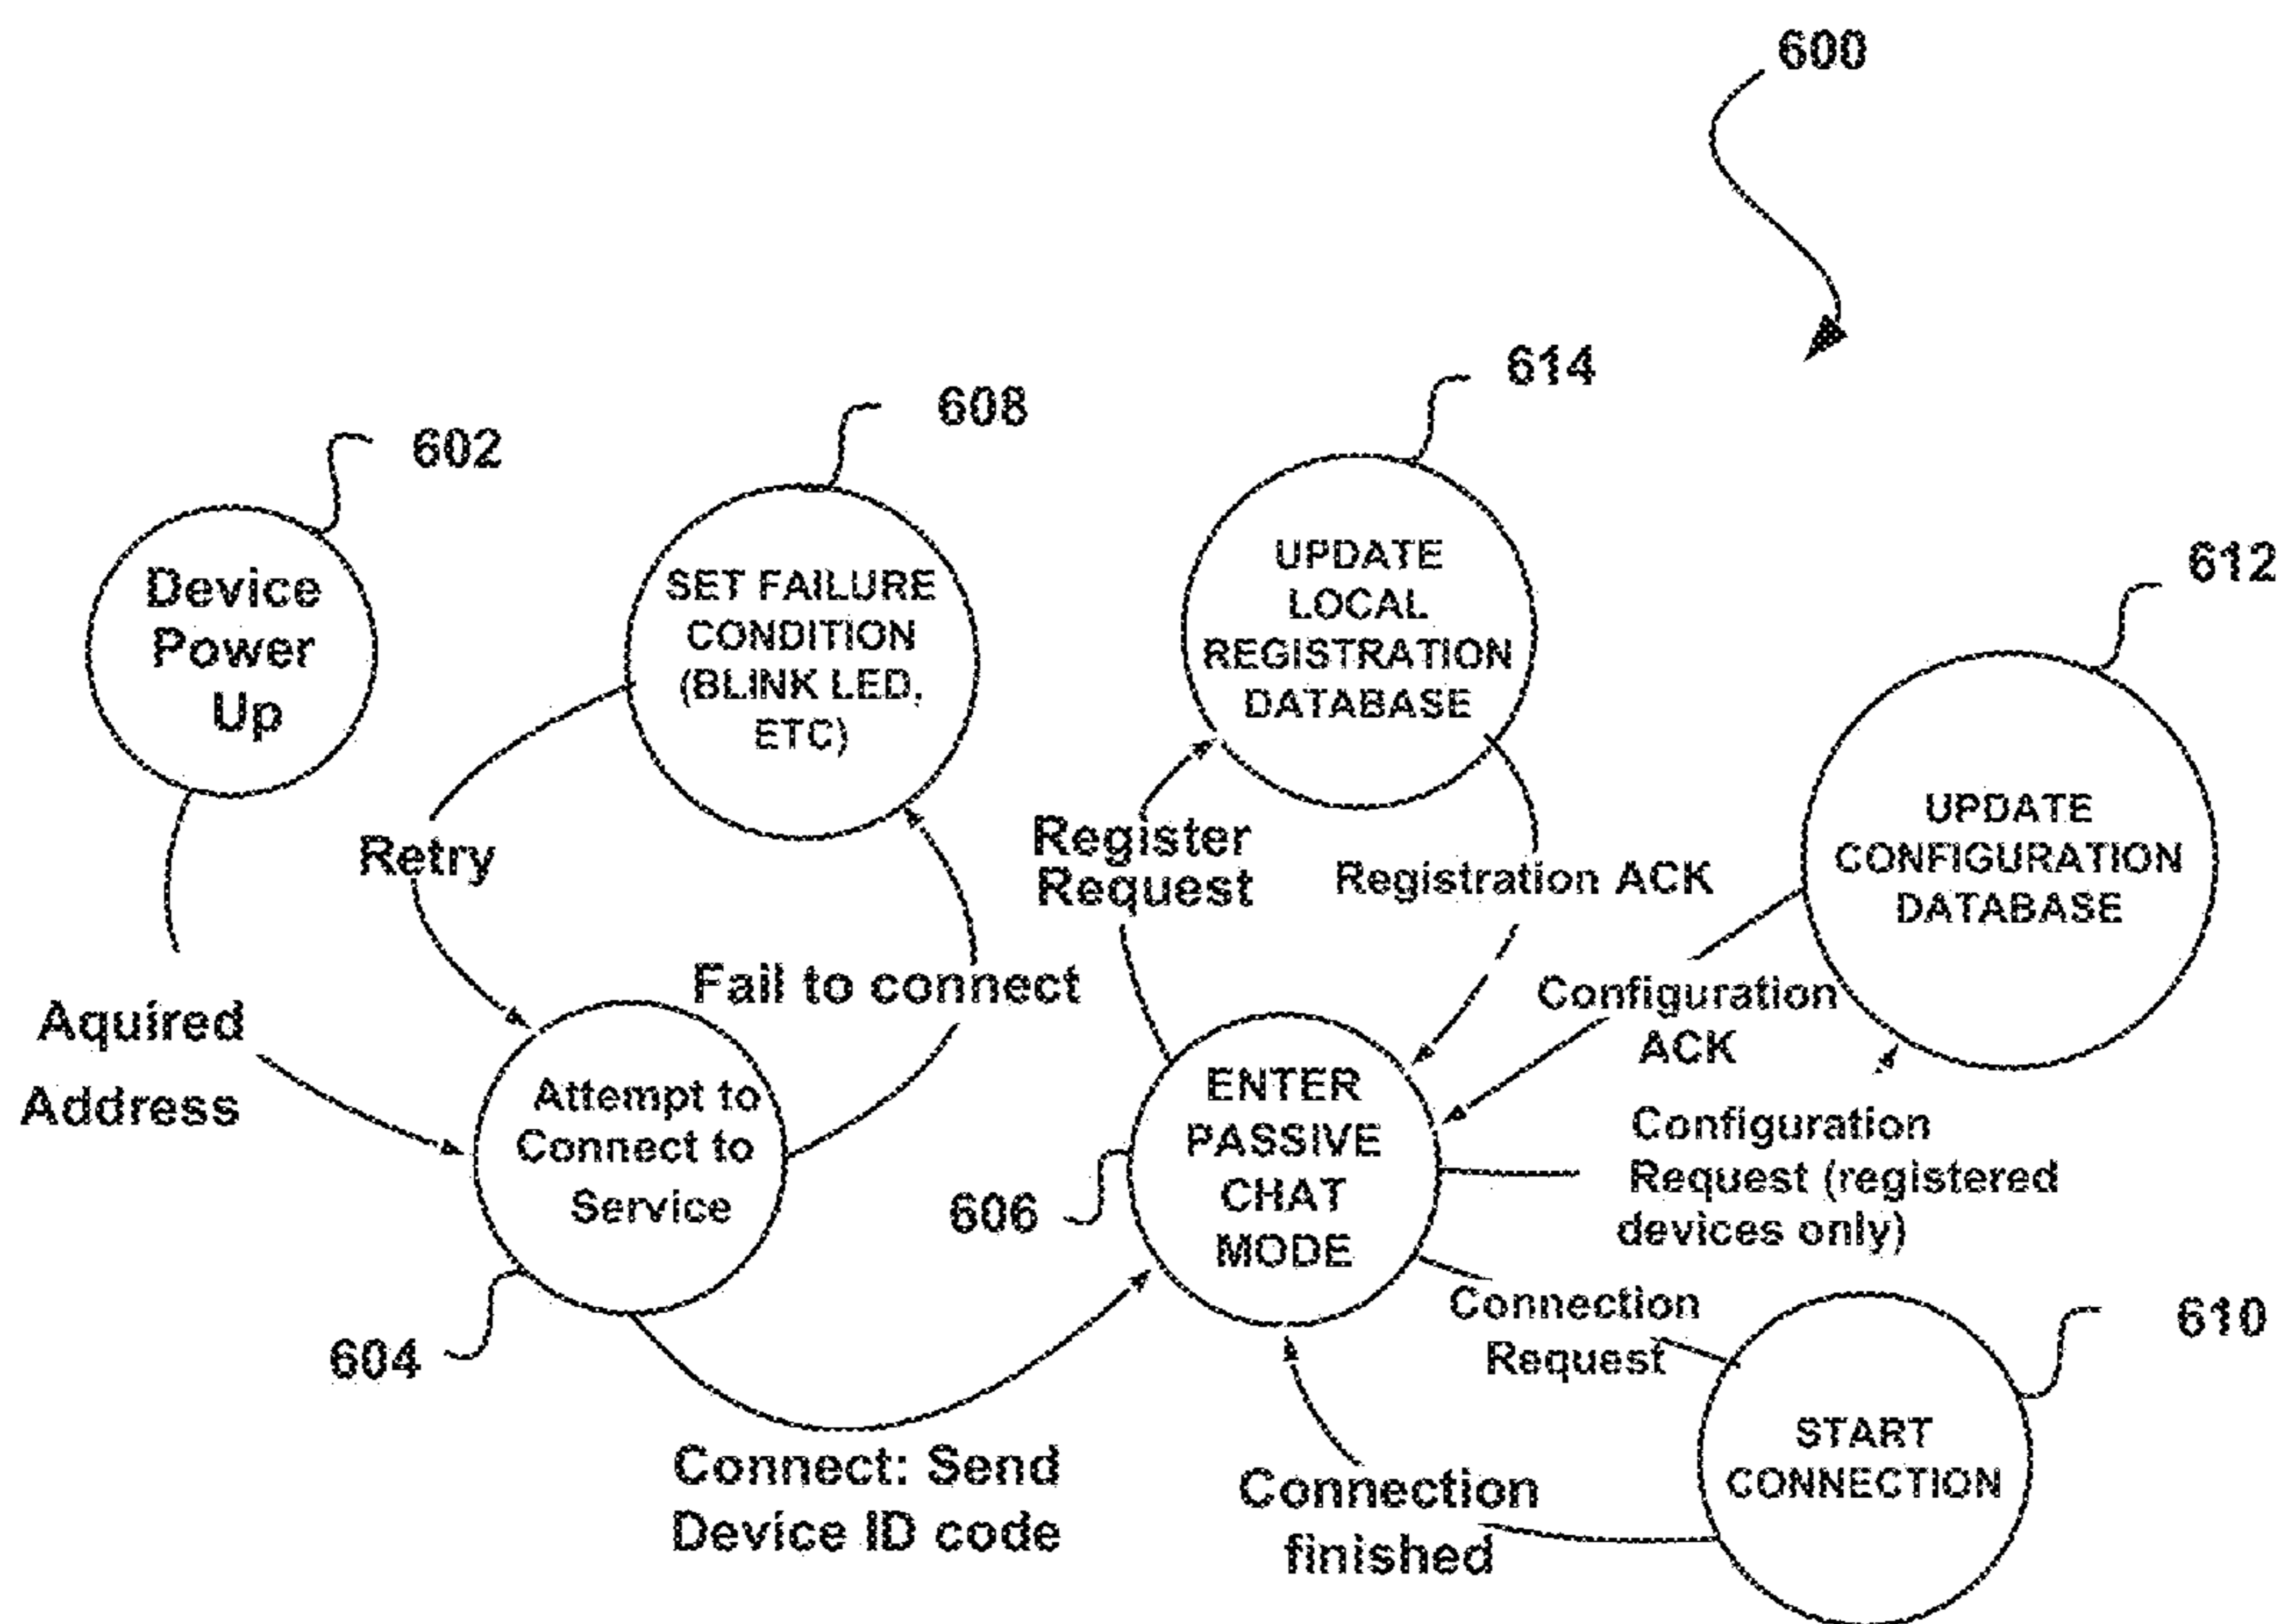 600
614
608
602
612
Device
Power
Up
SET FAILURE
CONDITION
(BLINK LED,
ETC)
UPDATE
LOCAL
REGISTRATION
DATABASE
UPDATE
CONFIGURATION
DATABASE
Retry
Register
Request
Registration ACK
Fail to connect
Configuration
ACK
Aquired
Address
Attempt to
Connect to
Service
ENTER
PASSIVE
CHAT
MODE
606
Configuration
Request (registered
devices only)
Connection
Request
604
610
START
CONNECTION
Connect: Send
Device ID code
Connection
finished